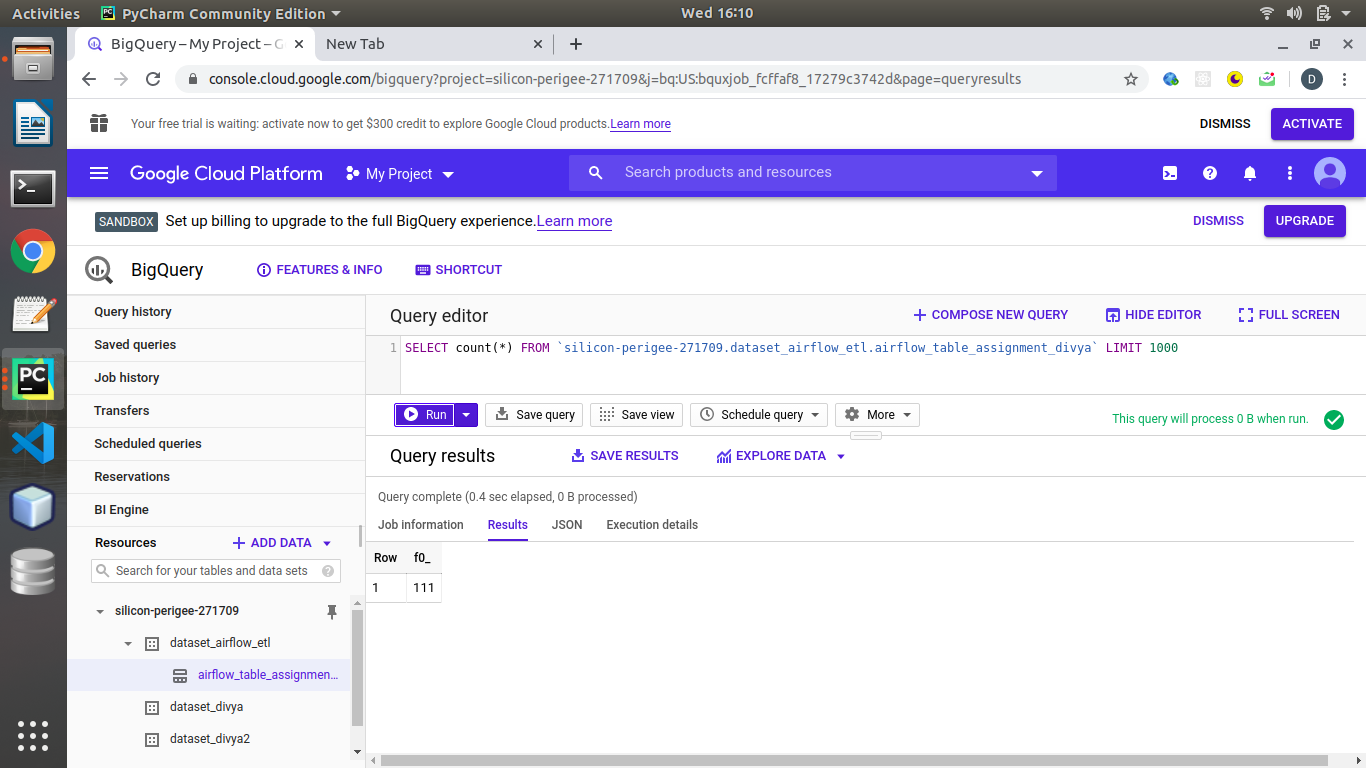 Activities PyCharm Community Edition Wed 16:10
BigQuery – My Project – G New Tab
console.cloud.google.com/bigquery?project=silicon-perigee-271709&j=bq:US:bquxjob_fcffaf8_17279c3742d&page=queryresults D
Your free trial is waiting: activate now to get $300 credit to explore Google Cloud products. Learn more DISMISS ACTIVATE
Google Cloud Platform My Project Search products and resources
SANDBOX Set up billing to upgrade to the full BigQuery experience. Learn more DISMISS UPGRADE
BigQuery FEATURES & INFO SHORTCUT
Query history
Saved queries
Job history
Transfers
Scheduled queries
Reservations
BI Engine
Resources ADD DATA
Search for your tables and data sets
silicon-perigee-271709
dataset_airflow_etl
airflow_table_assignmen...
dataset_divya
dataset_divya2
Query editor COMPOSE NEW QUERY HIDE EDITOR FULL SCREEN
1 SELECT count(*) FROM `silicon-perigee-271709.dataset_airflow_etl.airflow_table_assignment_divya` LIMIT 1000
Run Save query Save view Schedule query More This query will process 0 B when run.
Query results SAVE RESULTS EXPLORE DATA
Query complete (0.4 sec elapsed, 0 B processed)
Job information Results JSON Execution details
Row f0_
1 111